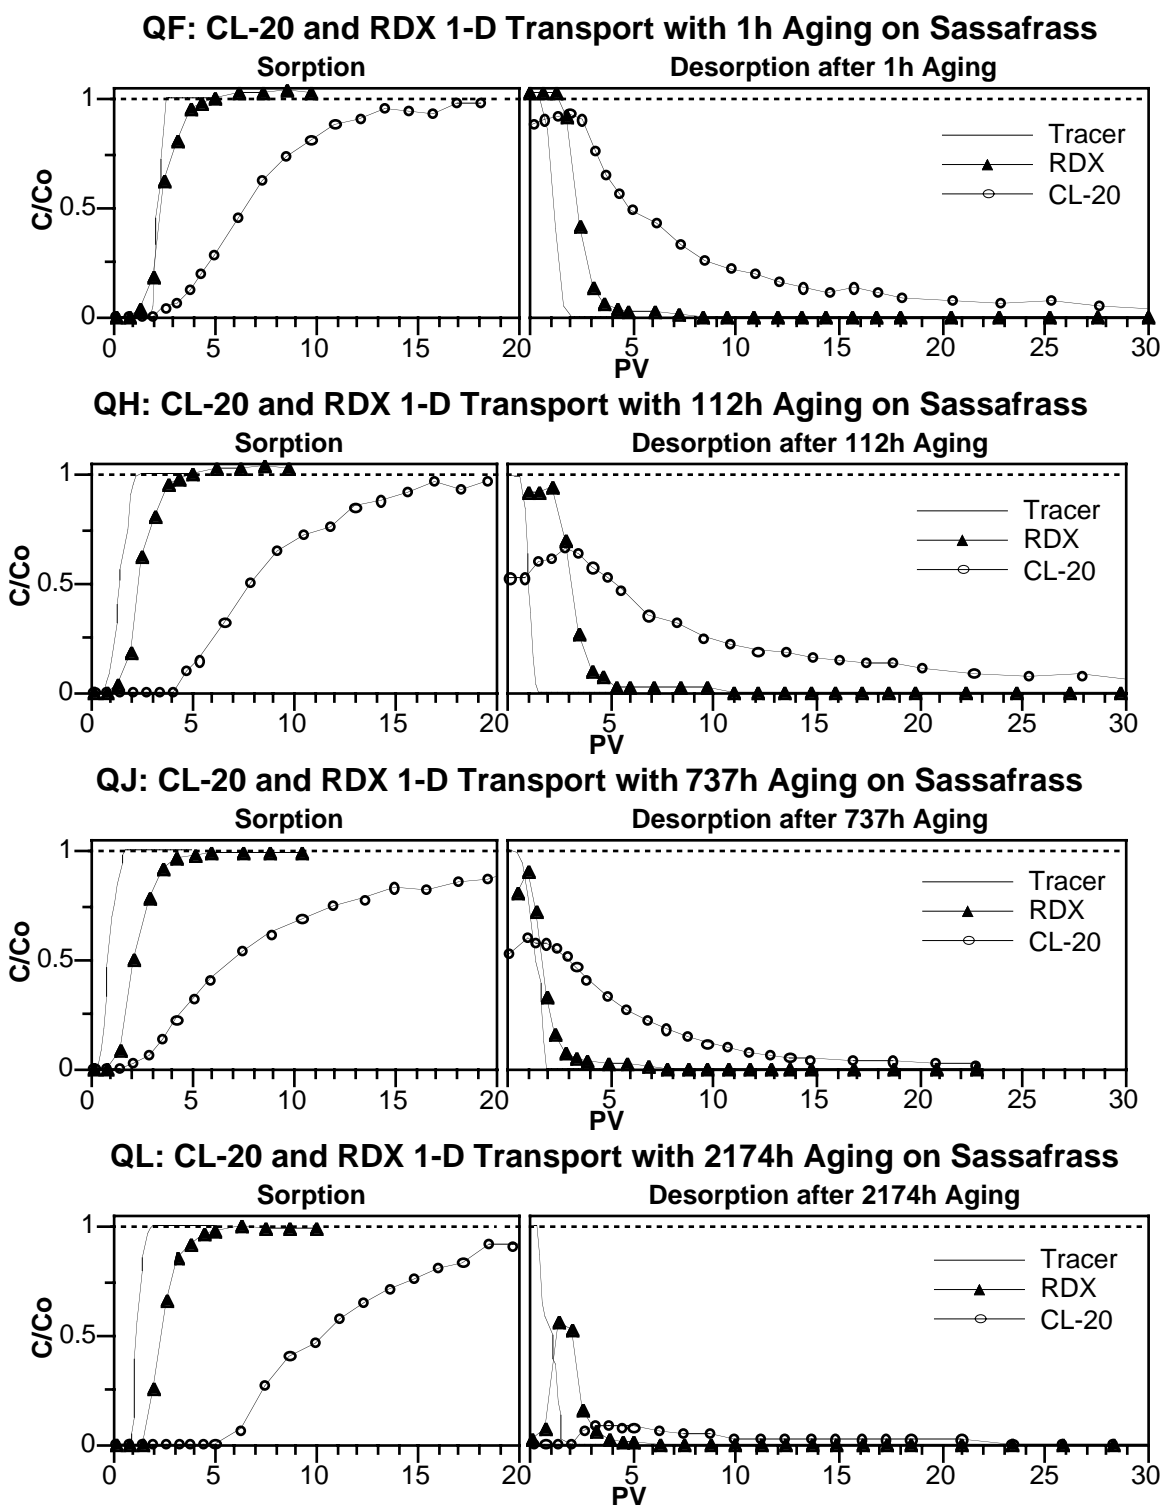 QF: CL-20 and RDX 1-D Transport with 1h Aging on Sassafrass
Sorption Desorption after 1h Aging
1
0.5
0
C/Co
Tracer
RDX
CL-20
0 5 10 15 20 5 10 15 20 25 30
PV
QH: CL-20 and RDX 1-D Transport with 112h Aging on Sassafrass
Sorption Desorption after 112h Aging
1
0.5
0
C/Co
Tracer
RDX
CL-20
0 5 10 15 20 5 10 15 20 25 30
PV
QJ: CL-20 and RDX 1-D Transport with 737h Aging on Sassafrass
Sorption Desorption after 737h Aging
1
0.5
0
C/Co
Tracer
RDX
CL-20
0 5 10 15 20 5 10 15 20 25 30
PV
QL: CL-20 and RDX 1-D Transport with 2174h Aging on Sassafrass
Sorption Desorption after 2174h Aging
1
0.5
0
C/Co
Tracer
RDX
CL-20
0 5 10 15 20 5 10 15 20 25 30
PV